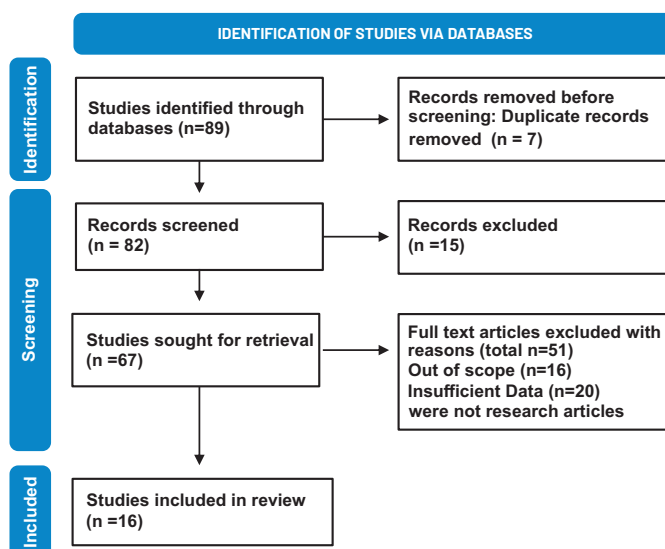 IDENTIFICATION OF STUDIES VIA DATABASES
Identification
Studies identified through
databases (n=89)
Records removed before
screening: Duplicate records
removed (n = 7)
Screening
Records screened
(n = 82)
Records excluded
(n =15)
Studies sought for retrieval
(n =67)
Full text articles excluded with
reasons (total n=51)
Out of scope (n=16)
Insufficient Data (n=20)
were not research articles
Included
Studies included in review
(n =16)